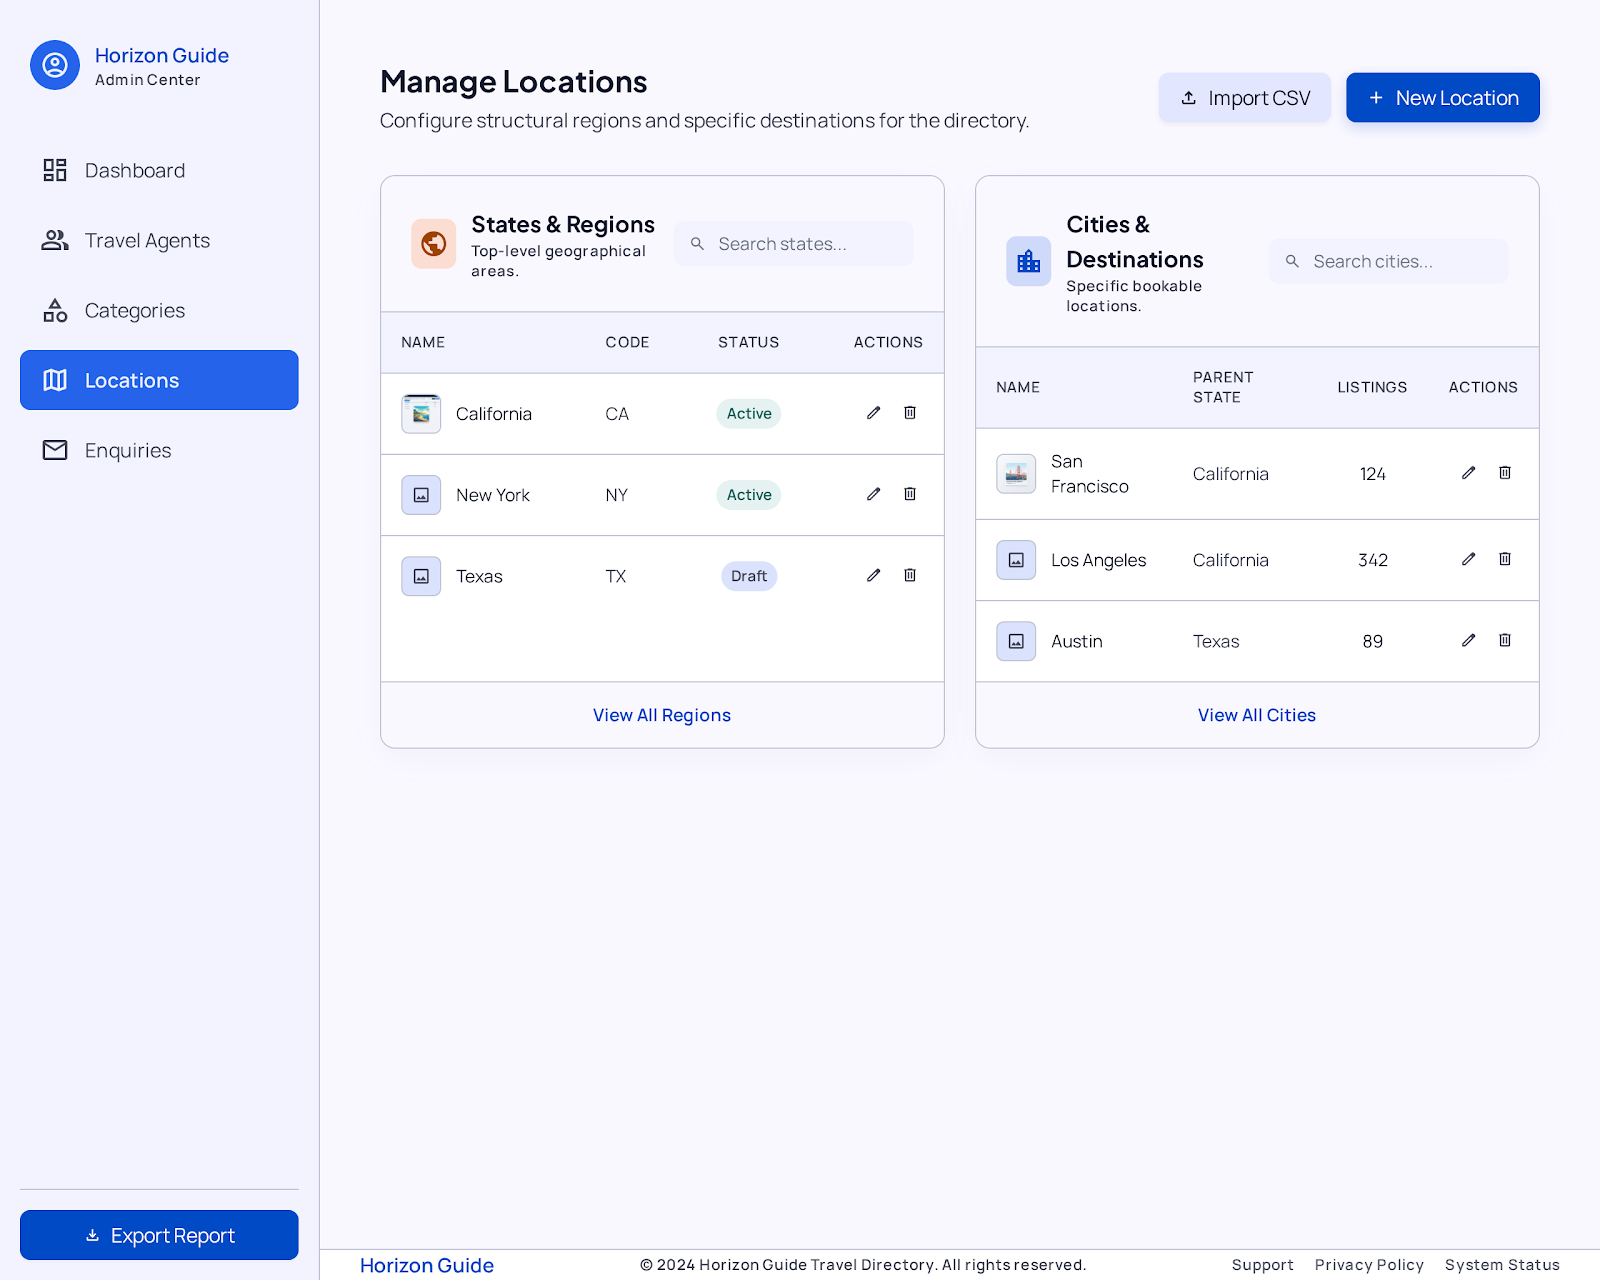 Horizon Guide
Admin Center
Dashboard
Travel Agents
Categories
Locations
Enquiries
Export Report
Manage Locations
Configure structural regions and specific destinations for the directory.
Import CSV
New Location
States & Regions
Top-level geographical
areas.
Search states...
NAME CODE STATUS ACTIONS
California CA Active
New York NY Active
Texas TX Draft
View All Regions
Cities &
Destinations
Specific bookable
locations.
Search cities...
NAME PARENT STATE LISTINGS ACTIONS
San Francisco California 124
Los Angeles California 342
Austin Texas 89
View All Cities
Horizon Guide
© 2024 Horizon Guide Travel Directory. All rights reserved.
Support Privacy Policy System Status